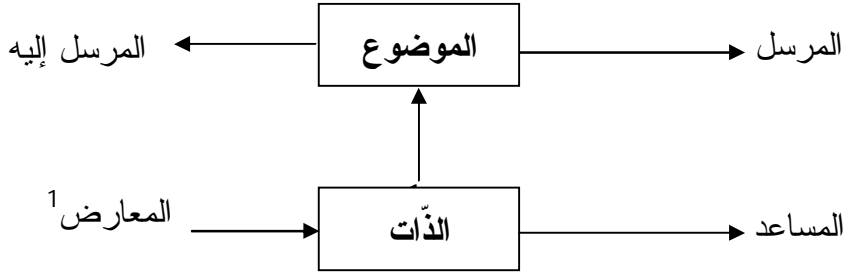 المرسل الموضوع المرسل إليه
المساعد الذّات المعارض1